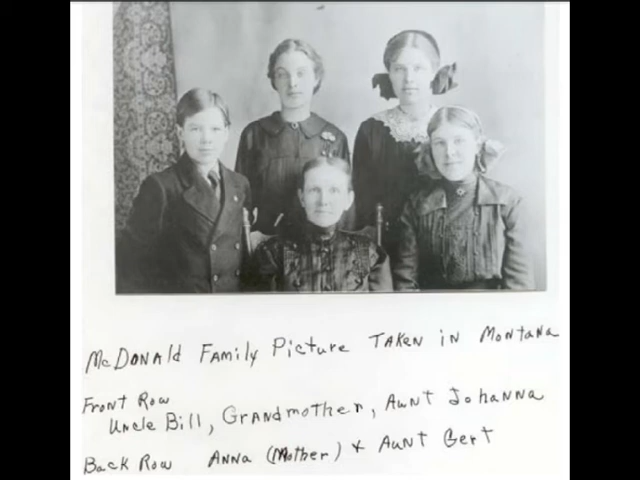 McDonald Family Picture Taken in Montana
Front Row
Uncle Bill, Grandmother, Aunt Johanna
Back Row Anna (Mother) + Aunt Gert